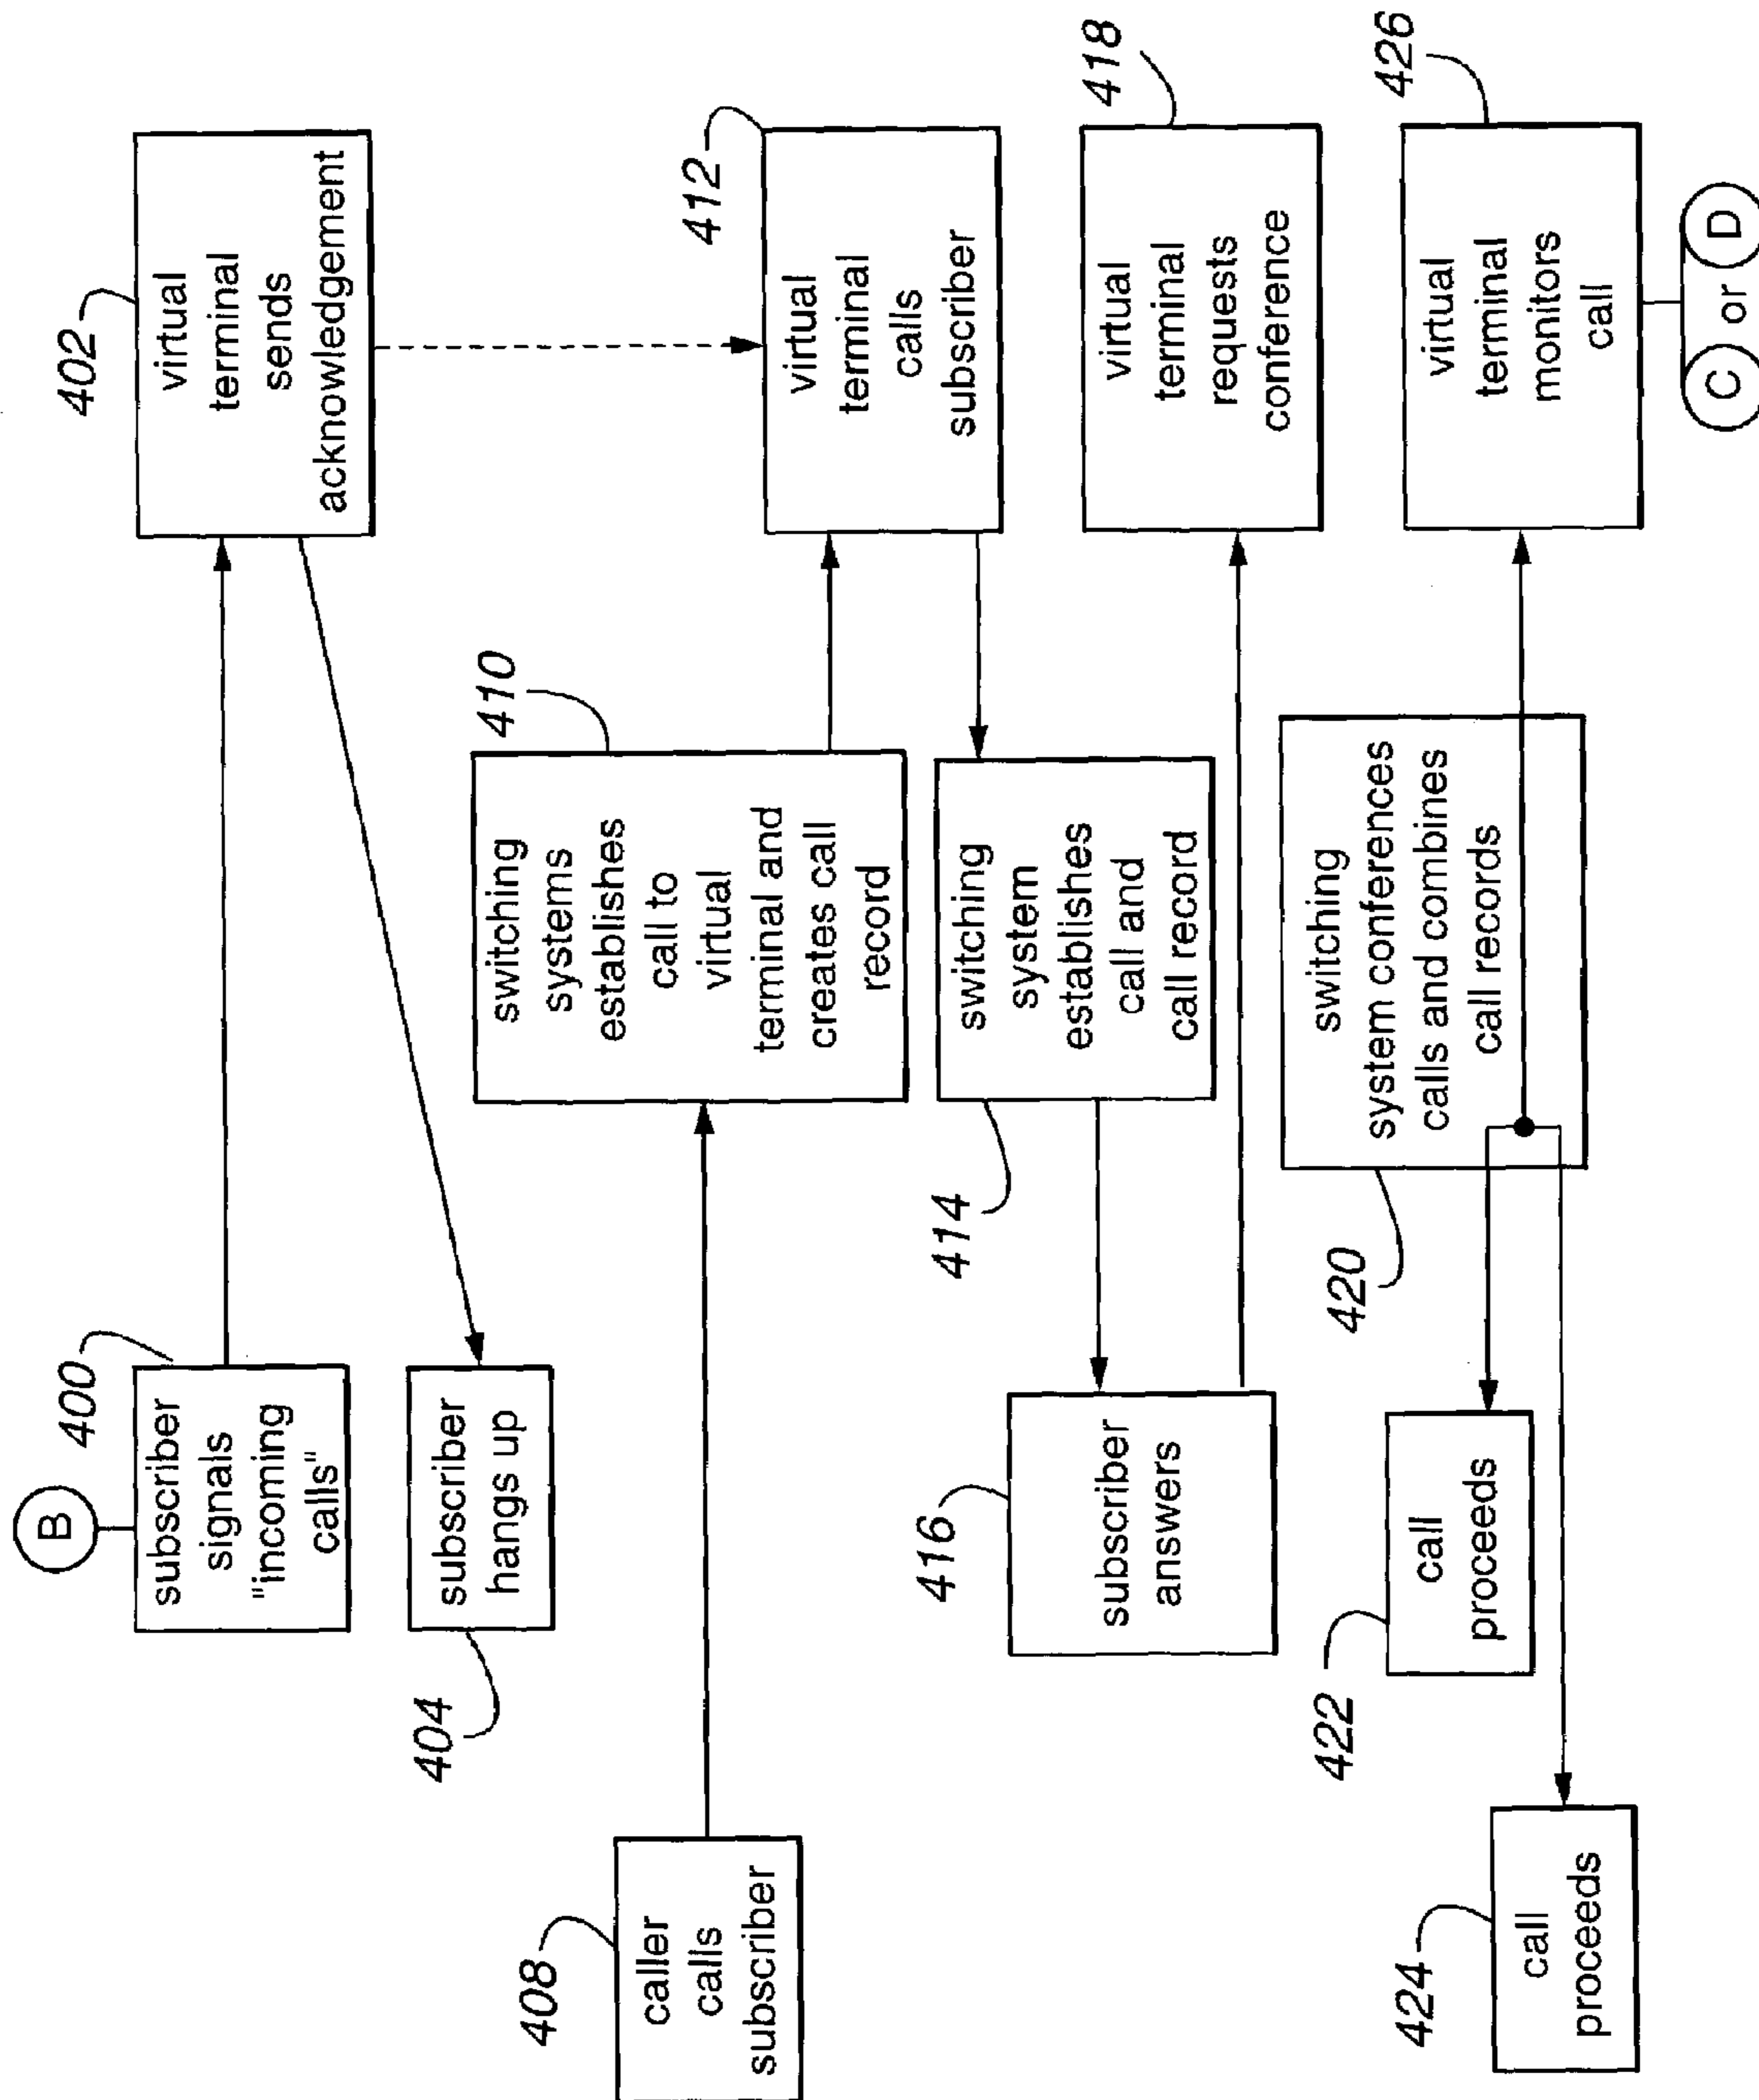 B
400
subscriber
signals
"incoming
calls"
402
virtual
terminal
sends
acknowledgement
404
subscriber
hangs up
408
caller
calls
subscriber
410
switching
systems
establishes
call to
virtual
terminal and
creates call
record
412
virtual
terminal
calls
subscriber
414
switching
system
establishes
call and
call record
416
subscriber
answers
418
virtual
terminal
requests
conference
420
switching
system conferences
calls and combines
call records
422
call
proceeds
424
call
proceeds
426
virtual
terminal
monitors
call
C or D